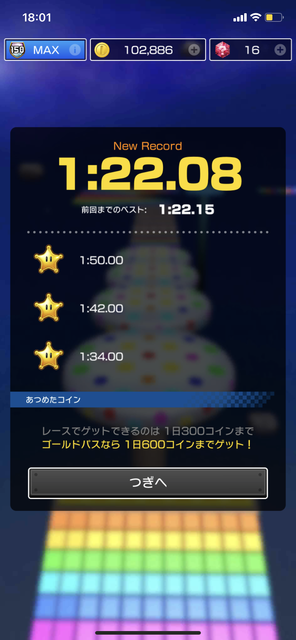 18:01
150 MAX 102,886 16
New Record
1:22.08
前回までのベスト: 1:22.15
1:50.00
1:42.00
1:34.00
あつめたコイン
レースでゲットできるのは 1日300コインまで
ゴールドパスなら 1日600コインまでゲット!
つぎへ